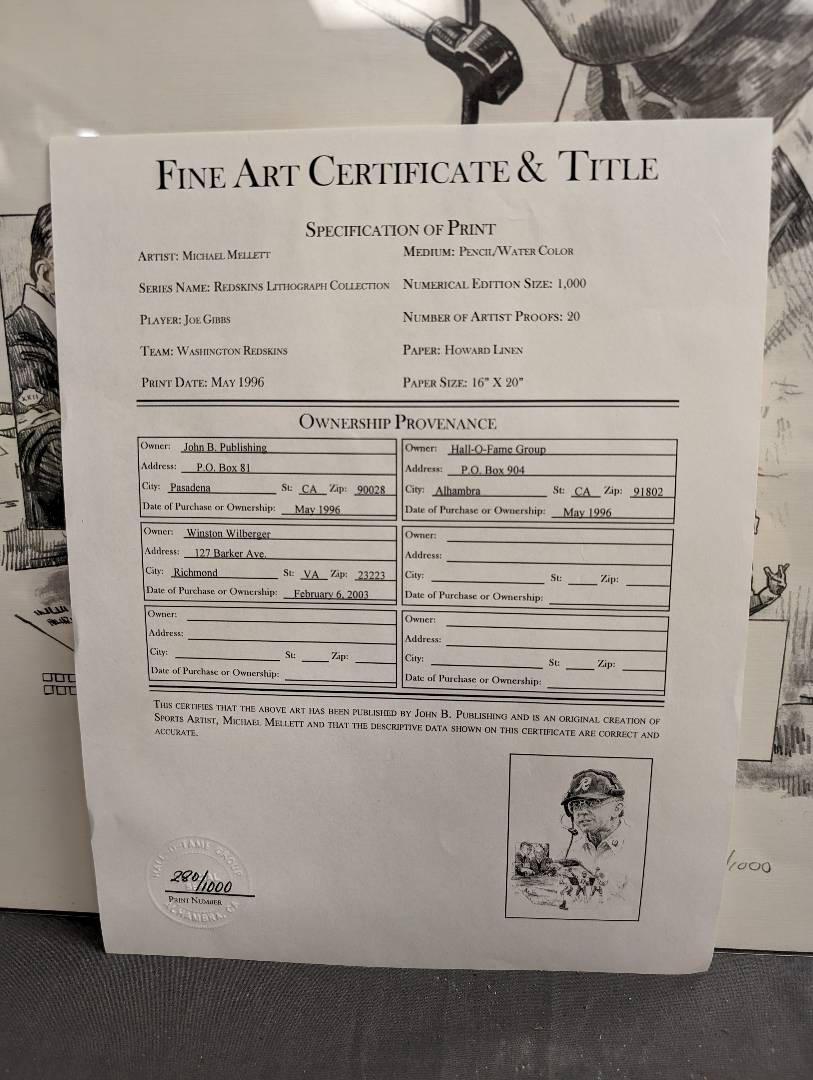 FINE ART CERTIFICATE & TITLE
SPECIFICATION OF PRINT
ARTIST: MICHAEL MELLETT
MEDIUM: PENCIL/WATER COLOR
SERIES NAME: REDSKINS LITHOGRAPH COLLECTION
NUMERICAL EDITION SIZE: 1,000
PLAYER: JOE GIBBS
NUMBER OF ARTIST PROOFS: 20
TEAM: WASHINGTON REDSKINS
PAPER: HOWARD LINEN
PRINT DATE: MAY 1996
PAPER SIZE: 16" X 20"
OWNERSHIP PROVENANCE
Owner: John B. Publishing
Address: P.O. Box 81
City: Pasadena St: CA Zip: 90028
Date of Purchase or Ownership: May 1996
Owner: Hall-O-Fame Group
Address: P.O. Box 904
City: Alhambra St: CA Zip: 91802
Date of Purchase or Ownership: May 1996
Owner: Winston Wilberger
Address: 127 Barker Ave.
City: Richmond St: VA Zip: 23223
Date of Purchase or Ownership: February 6, 2003
Owner:
Address:
City: St: Zip:
Date of Purchase or Ownership:
Owner:
Address:
City: St: Zip:
Date of Purchase or Ownership:
Owner:
Address:
City: St: Zip:
Date of Purchase or Ownership:
THIS CERTIFIES THAT THE ABOVE ART HAS BEEN PUBLISHED BY JOHN B. PUBLISHING AND IS AN ORIGINAL CREATION OF
SPORTS ARTIST, MICHAEL MELLETT AND THAT THE DESCRIPTIVE DATA SHOWN ON THIS CERTIFICATE ARE CORRECT AND
ACCURATE.
HALL-O-FAME GROUP
280/1000
PRINT NUMBER
ALHAMBRA, CA
/1000
XXII